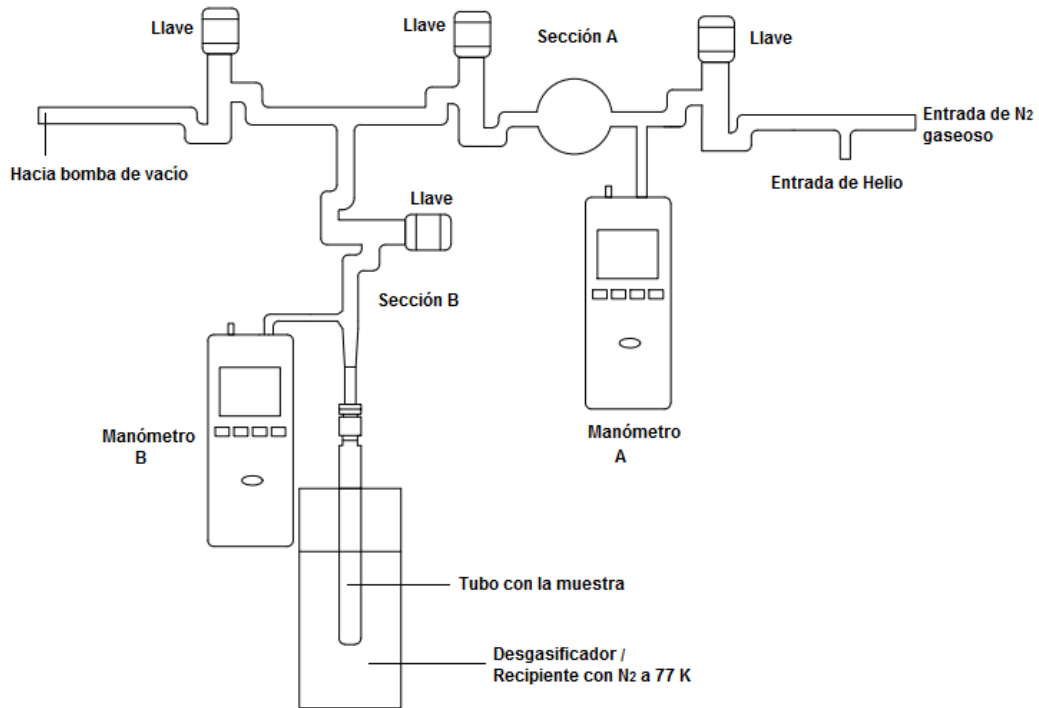 Llave
Llave
Sección A
Llave
Entrada de N2
gaseoso
Hacia bomba de vacío
Entrada de Helio
Llave
Sección B
Manómetro
B
Manómetro
A
Tubo con la muestra
Desgasificador /
Recipiente con N2 a 77 K